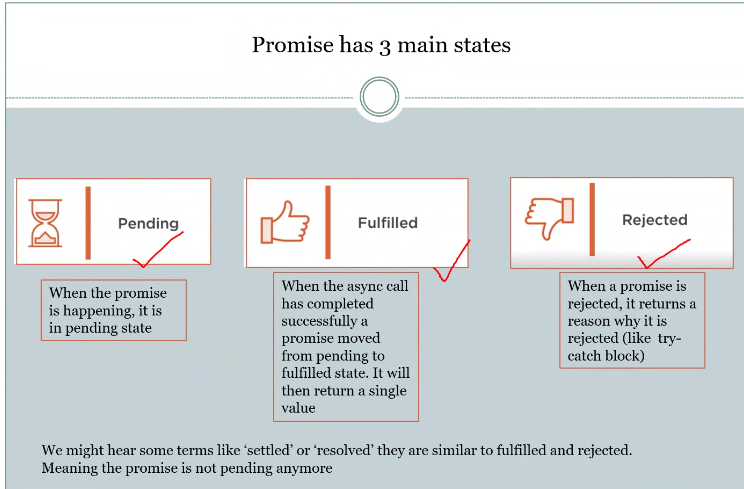 Promise has 3 main states
Pending
Fulfilled
Rejected
When the promise
is happening, it is
in pending state
When the async call
has completed
successfully a
promise moved
from pending to
fulfilled state. It will
then return a single
value
When a promise is
rejected, it returns a
reason why it is
rejected (like try-
catch block)
We might hear some terms like ‘settled’ or ‘resolved’ they are similar to fulfilled and rejected.
Meaning the promise is not pending anymore